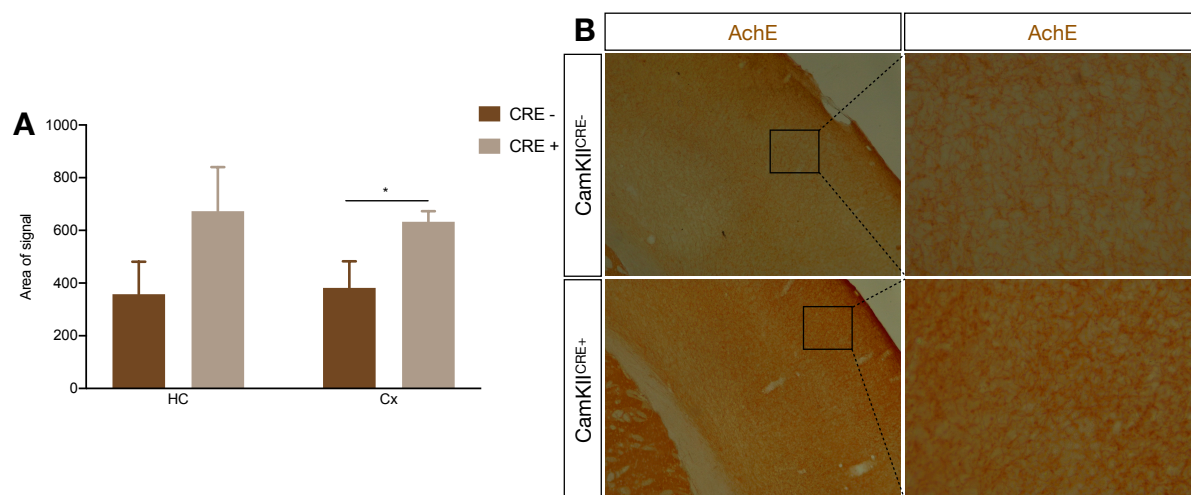 A
CRE -
CRE +
1000
800
600
400
200
0
Area of signal
*
HC
Cx
B
AchE
AchE
CamKII^CRE-
CamKII^CRE+